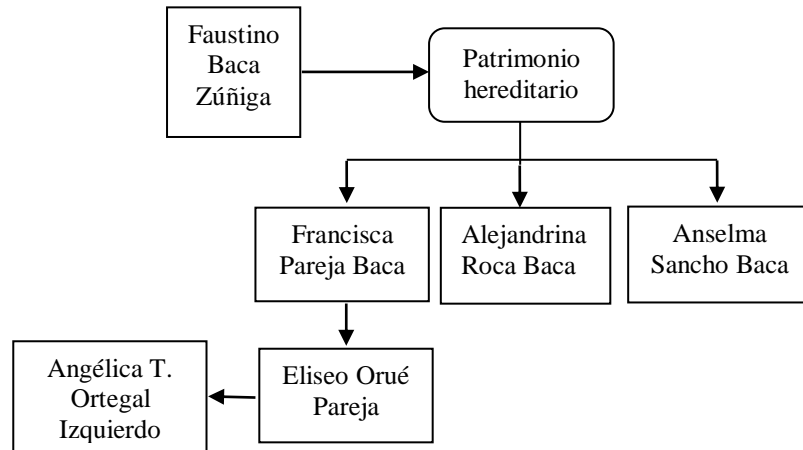 Faustino
Baca
Zúñiga
Patrimonio
hereditario
Francisca
Pareja Baca
Alejandrina
Roca Baca
Anselma
Sancho Baca
Angélica T.
Ortegal
Izquierdo
Eliseo Orué
Pareja